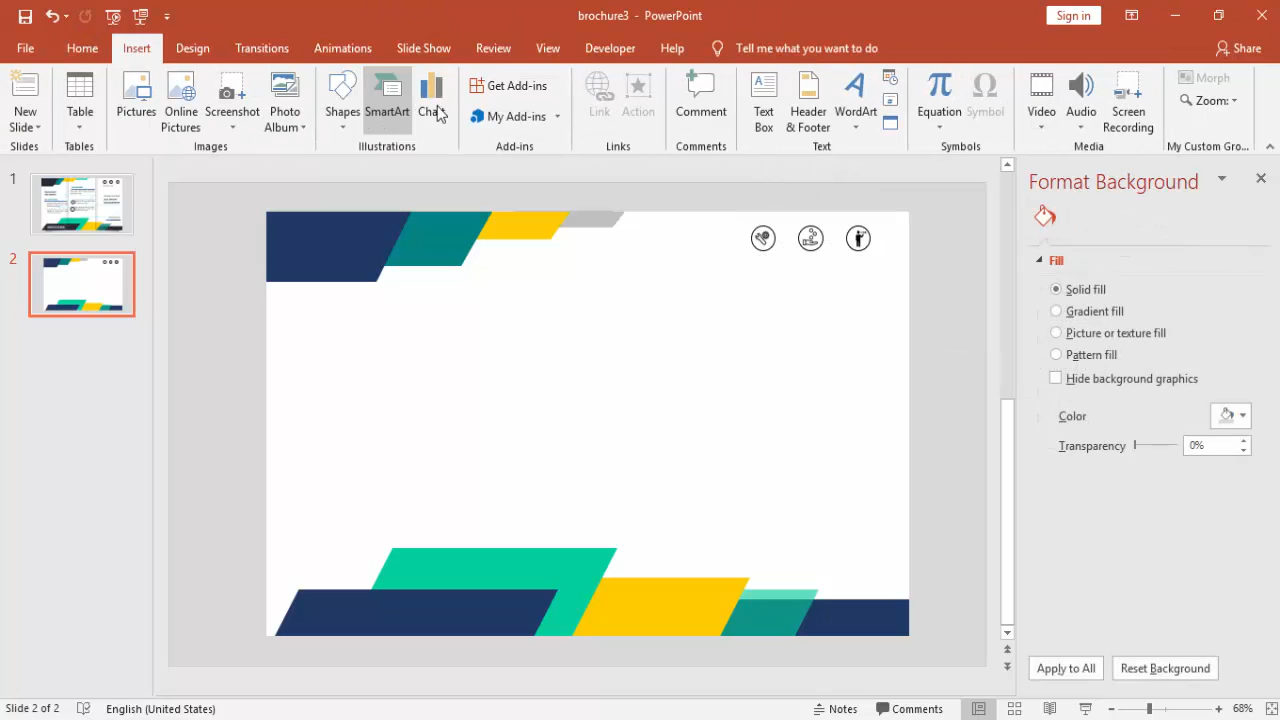 brochure3 - PowerPoint
Sign in
File Home Insert Design Transitions Animations Slide Show Review View Developer Help Tell me what you want to do Share
New Slide
Table
Pictures
Online Pictures
Screenshot
Photo Album
Shapes
SmartArt
Get Add-ins
My Add-ins
Link
Action
Comment
Text Box
Header & Footer
WordArt
Equation
Symbol
Video
Audio
Screen Recording
Morph
Zoom:
Slides Tables Images Illustrations Add-ins Links Comments Text Symbols Media My Custom Gro...
1
2
Format Background
Fill
Solid fill
Gradient fill
Picture or texture fill
Pattern fill
Hide background graphics
Color
Transparency 0%
Apply to All Reset Background
Slide 2 of 2 English (United States) Notes Comments 68%